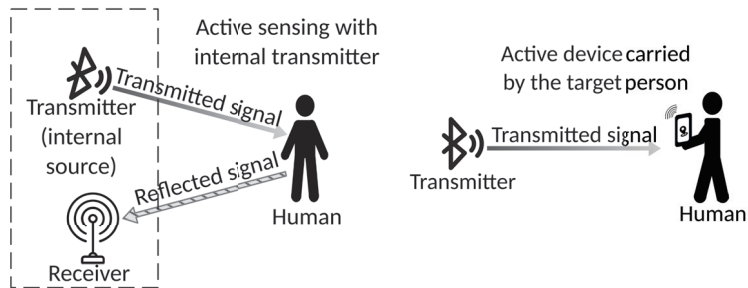 Active sensing with
internal transmitter
Transmitted signal
Transmitter
(internal
source)
Reflected signal
Human
Receiver
Active device carried
by the target person
Transmitted signal
Transmitter
Human